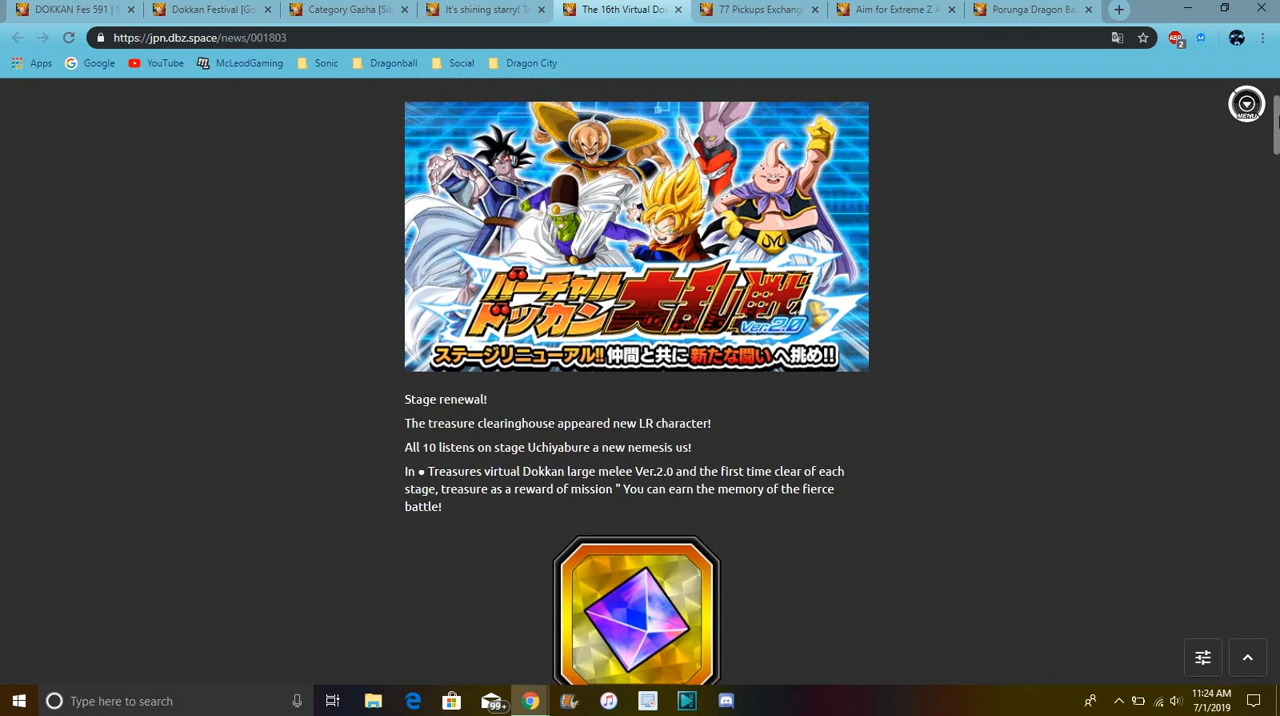 DOKKAN Fes 591 | S
Dokkan Festival [Go
Category Gasha [Sib
It's shining starry! Ta
The 16th Virtual Do
77 Pickups Exchang
Aim for Extreme Z A
Porunga Dragon Ba
https://jpn.dbz.space/news/001803
ABP
2
Apps
Google
YouTube
McLeodGaming
Sonic
Dragonball
Social
Dragon City
MENU
バーチャル
ドッカン大乱戦
Ver.2.0
ステージリニューアル!!仲間と共に新たな闘いへ挑め!!
Stage renewal!
The treasure clearinghouse appeared new LR character!
All 10 listens on stage Uchiyabure a new nemesis us!
In ● Treasures virtual Dokkan large melee Ver.2.0 and the first time clear of each
stage, treasure as a reward of mission " You can earn the memory of the fierce
battle!
Type here to search
99+
11:24 AM
7/1/2019